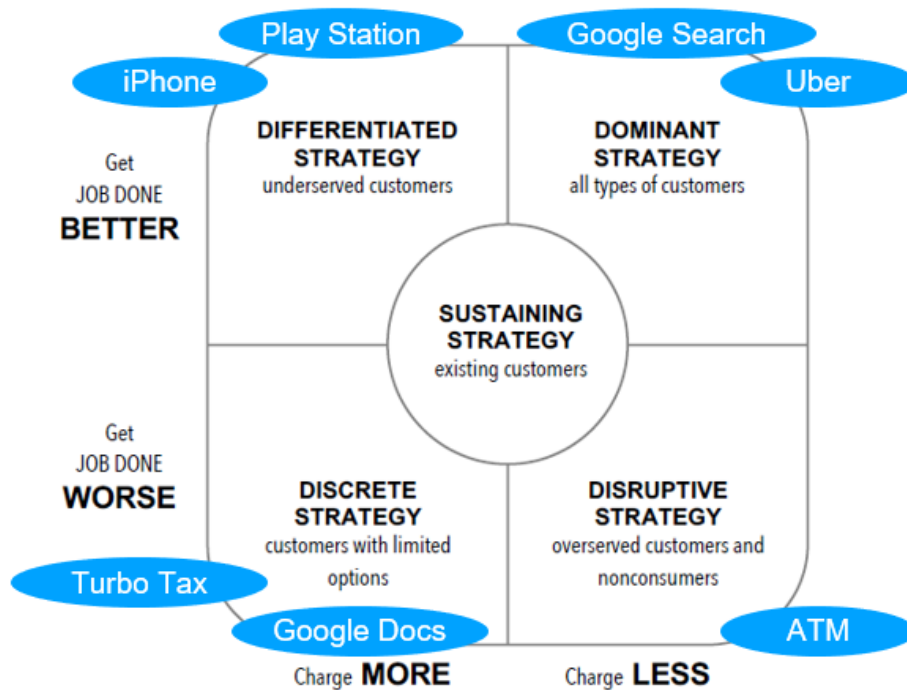 Play Station
Google Search
iPhone
Uber
DIFFERENTIATED
STRATEGY
underserved customers
DOMINANT
STRATEGY
all types of customers
Get
JOB DONE
BETTER
SUSTAINING
STRATEGY
existing customers
Get
JOB DONE
WORSE
DISCRETE
STRATEGY
customers with limited
options
DISRUPTIVE
STRATEGY
overserved customers and
nonconsumers
Turbo Tax
Google Docs
ATM
Charge MORE
Charge LESS